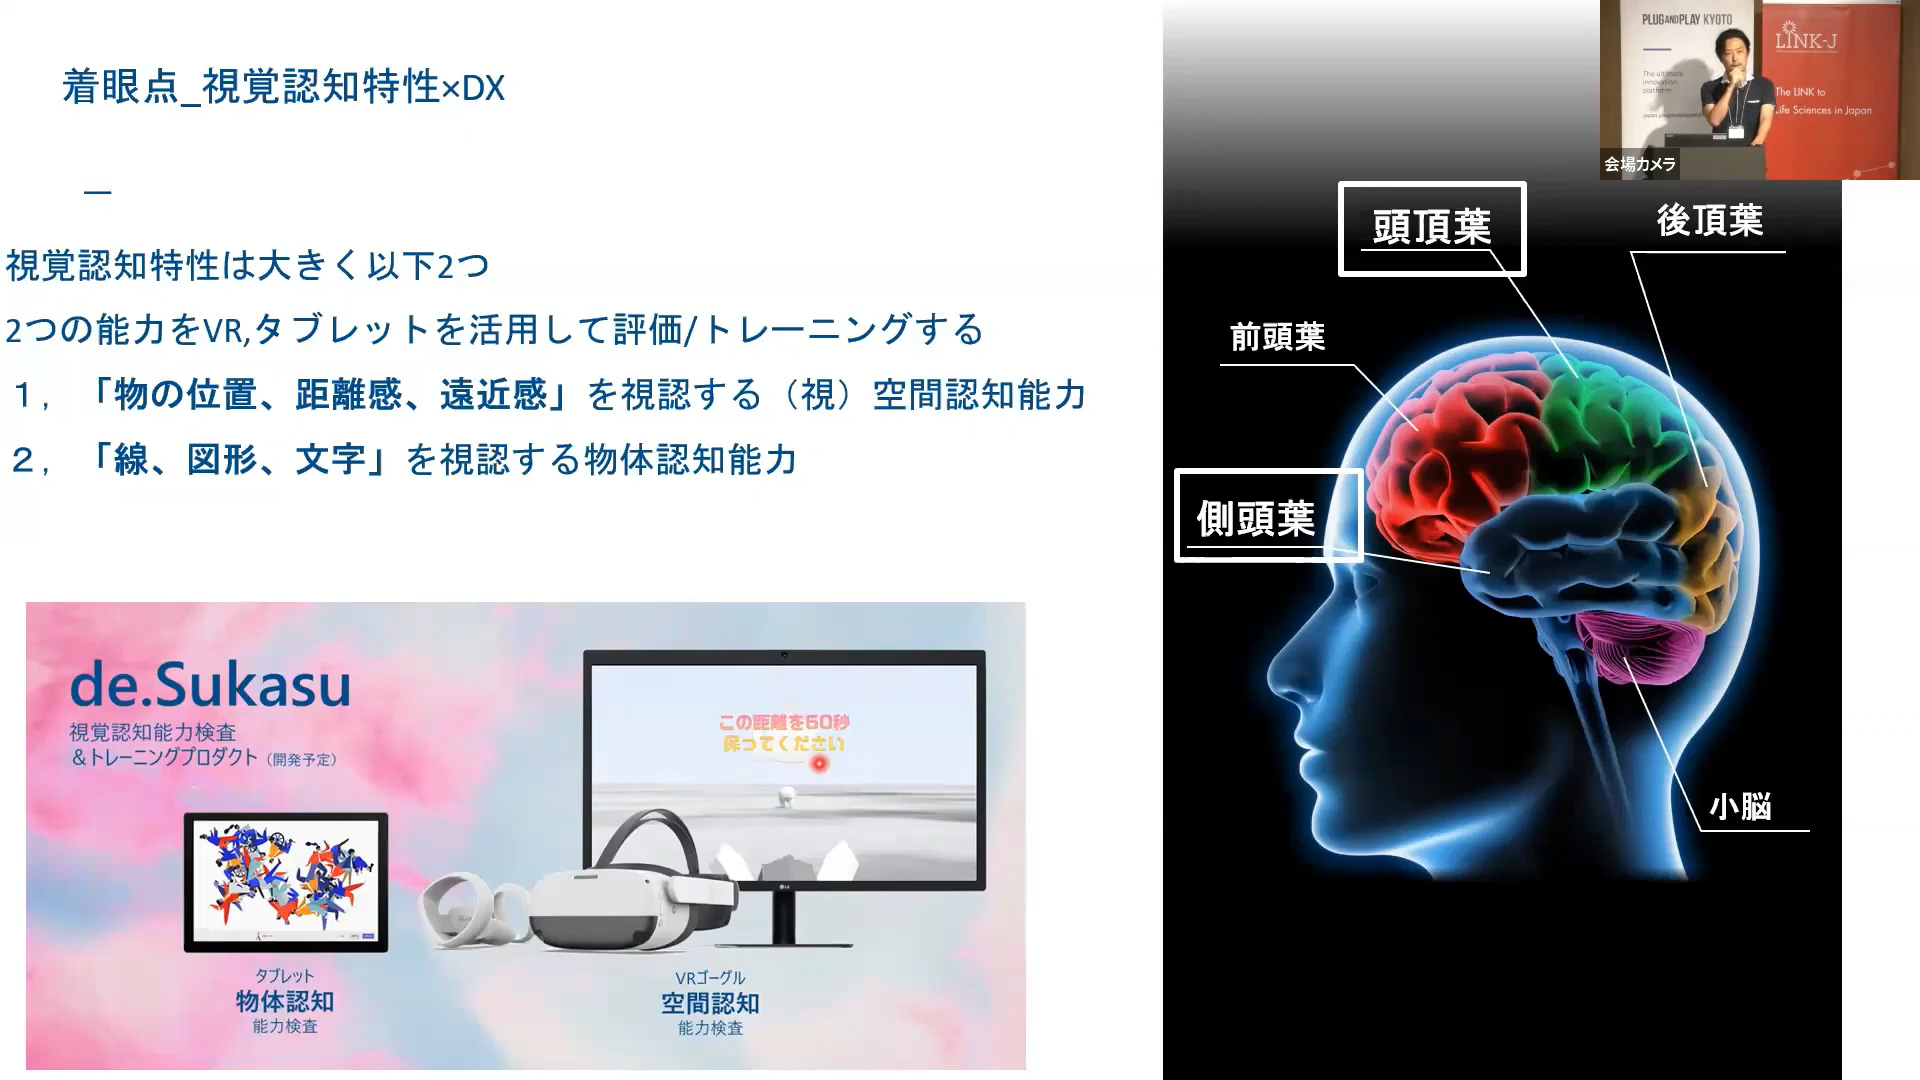 着眼点_視覚認知特性×DX
視覚認知特性は大きく以下2つ
2つの能力をVR,タブレットを活用して評価/トレーニングする
１，「物の位置、距離感、遠近感」を視認する（視）空間認知能力
２，「線、図形、文字」を視認する物体認知能力
de.Sukasu
視覚認知能力検査
＆トレーニングプロダクト（開発予定）
この距離を60秒
保ってください
タブレット
物体認知
能力検査
VRゴーグル
空間認知
能力検査
頭頂葉
後頂葉
前頭葉
側頭葉
小脳
PLUG AND PLAY KYOTO
The ultimate
innovation
platform
LINK-J
The LINK to
Life Sciences in Japan
会場カメラ